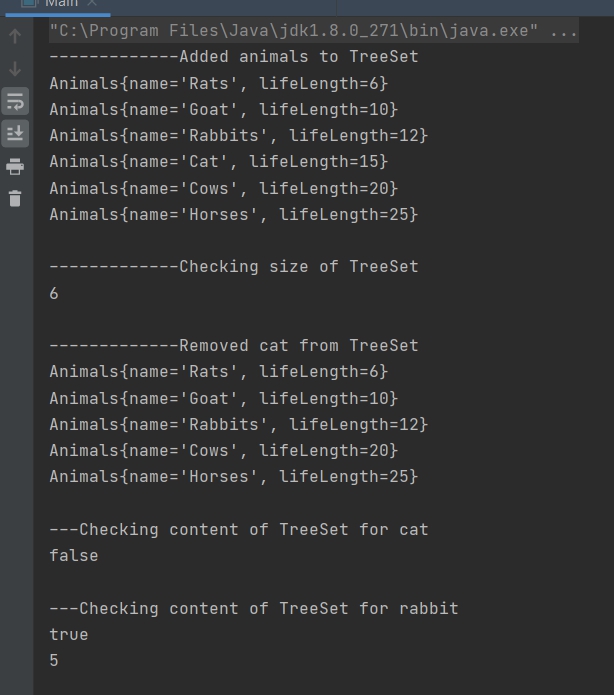 Main
"C:\Program Files\Java\jdk1.8.0_271\bin\java.exe" ...
-------------Added animals to TreeSet
Animals{name='Rats', lifeLength=6}
Animals{name='Goat', lifeLength=10}
Animals{name='Rabbits', lifeLength=12}
Animals{name='Cat', lifeLength=15}
Animals{name='Cows', lifeLength=20}
Animals{name='Horses', lifeLength=25}
-------------Checking size of TreeSet
6
-------------Removed cat from TreeSet
Animals{name='Rats', lifeLength=6}
Animals{name='Goat', lifeLength=10}
Animals{name='Rabbits', lifeLength=12}
Animals{name='Cows', lifeLength=20}
Animals{name='Horses', lifeLength=25}
---Checking content of TreeSet for cat
false
---Checking content of TreeSet for rabbit
true
5